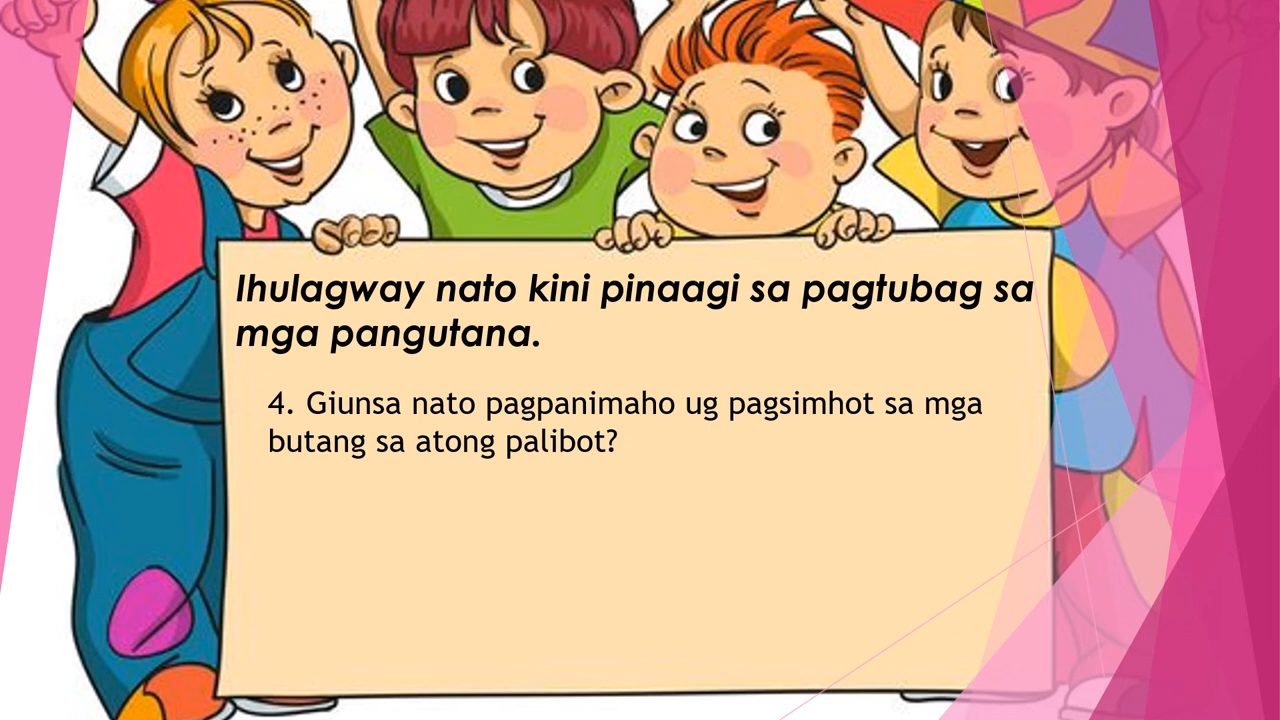 Ihulagway nato kini pinaagi sa pagtubag sa
mga pangutana.
4. Giunsa nato pagpanimaho ug pagsimhot sa mga
butang sa atong palibot?